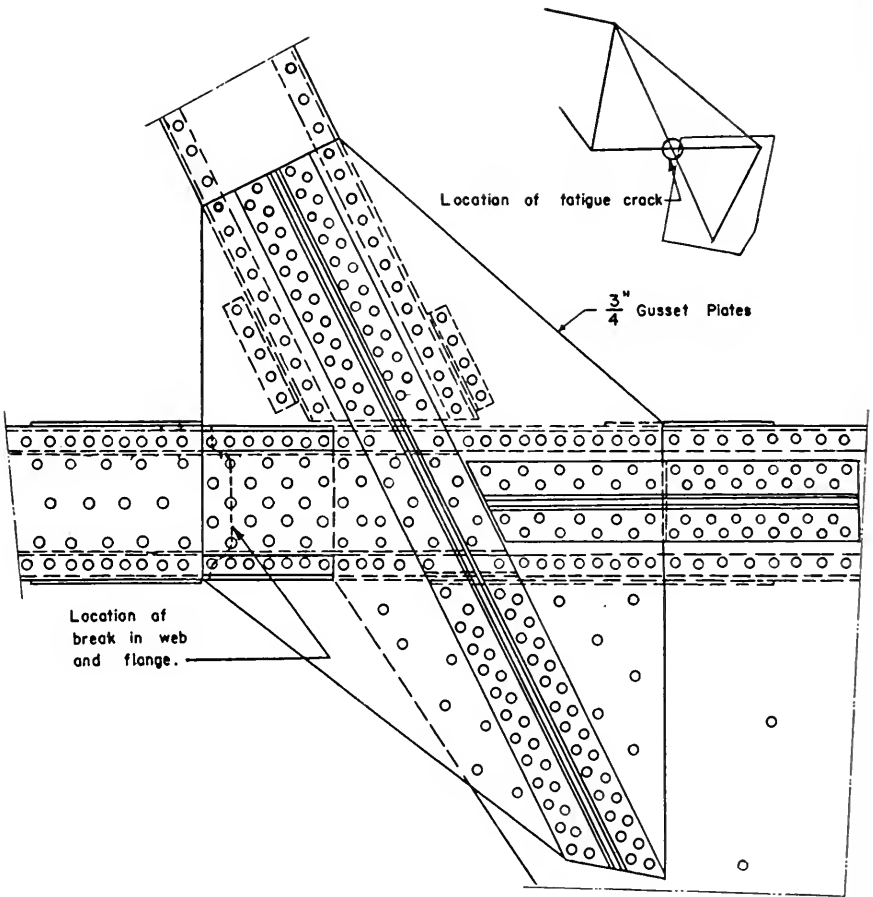 Location of fatigue crack
3"
4 Gusset Plates
Location of
break in web
and flange.